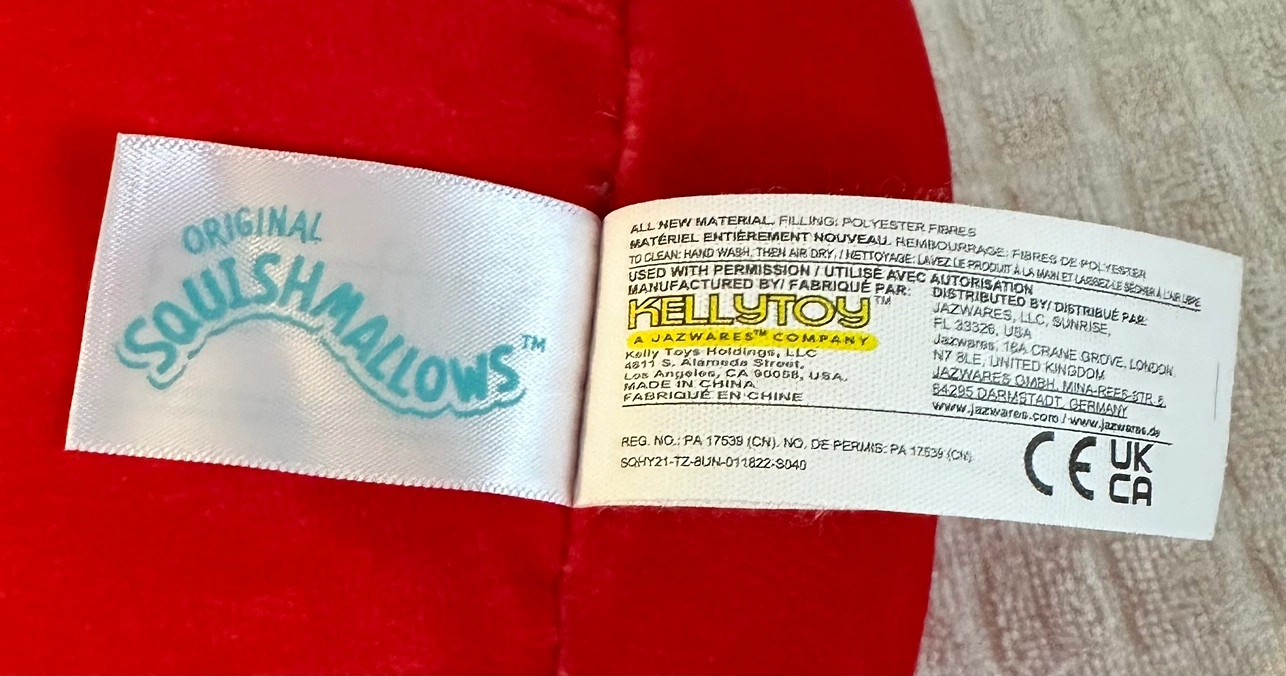 ORIGINAL
SQUISHMALLOWS™
ALL NEW MATERIAL. FILLING: POLYESTER FIBRES
MATÉRIEL ENTIÈREMENT NOUVEAU. REMBOURRAGE: FIBRES DE POLYESTER
TO CLEAN: HAND WASH, THEN AIR DRY. / NETTOYAGE: LAVEZ LE PRODUIT À LA MAIN ET LAISSEZ-LE SÉCHER À L'AIR LIBRE
USED WITH PERMISSION / UTILISÉ AVEC AUTORISATION
MANUFACTURED BY/ FABRIQUÉ PAR:
KELLYTOY™
A JAZWARES™ COMPANY
Kelly Toys Holdings, LLC
4811 S. Alameda Street,
Los Angeles, CA 90058, USA.
MADE IN CHINA
FABRIQUÉ EN CHINE
DISTRIBUTED BY/ DISTRIBUÉ PAR:
JAZWARES, LLC, SUNRISE,
FL 33326, USA
Jazwares, 16A CRANE GROVE, LONDON
N7 8LE, UNITED KINGDOM
JAZWARES GMBH, MINA-REES-STR. 8,
64295 DARMSTADT, GERMANY
www.jazwares.com / www.jazwares.de
REG. NO.: PA 17539 (CN). NO. DE PERMIS: PA 17539 (CN)
SQHY21-TZ-8UN-011822-S040
CE UK
CA